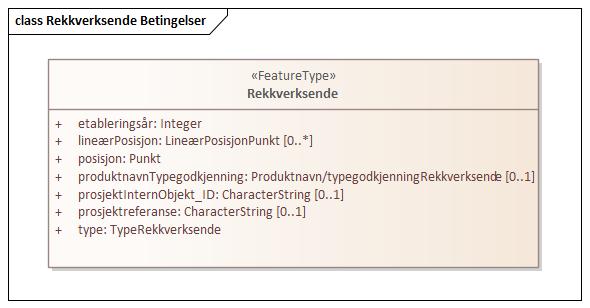 class Rekkverksende Betingelser
«FeatureType»
Rekkverksende
+ etableringsår: Integer
+ lineærPosisjon: LineærPosisjonPunkt [0..*]
+ posisjon: Punkt
+ produktnavnTypegodkjenning: Produktnavn/typegodkjenningRekkverksende [0..1]
+ prosjektInternObjekt_ID: CharacterString [0..1]
+ prosjektreferanse: CharacterString [0..1]
+ type: TypeRekkverksende